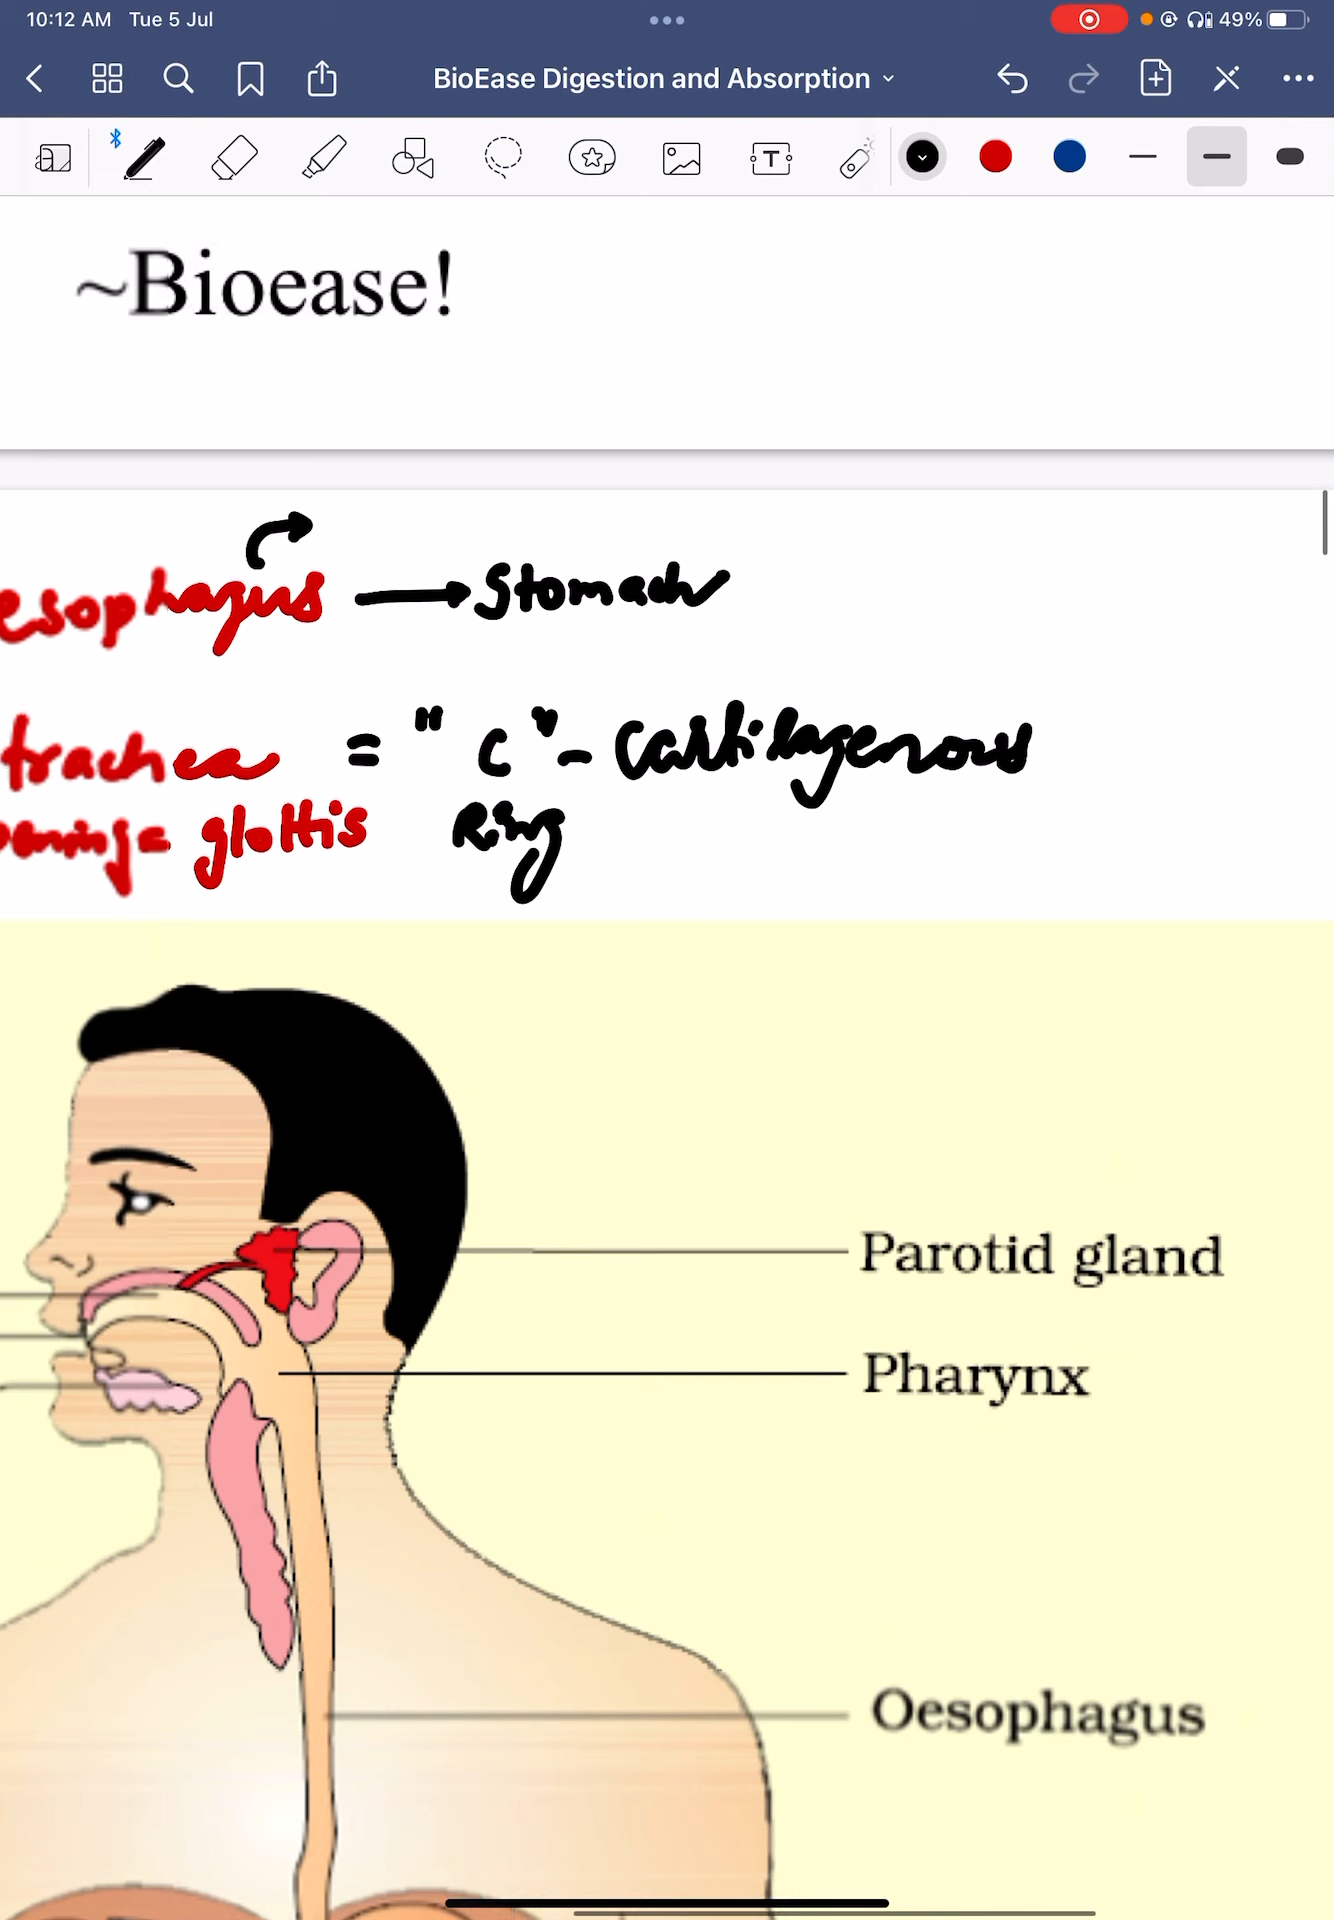 10:12 AM Tue 5 Jul
49%
BioEase Digestion and Absorption
T
~Bioease!
esophagus → Stomach
trachea = "C"- Cartilagenous
glottis Ring
Parotid gland
Pharynx
Oesophagus